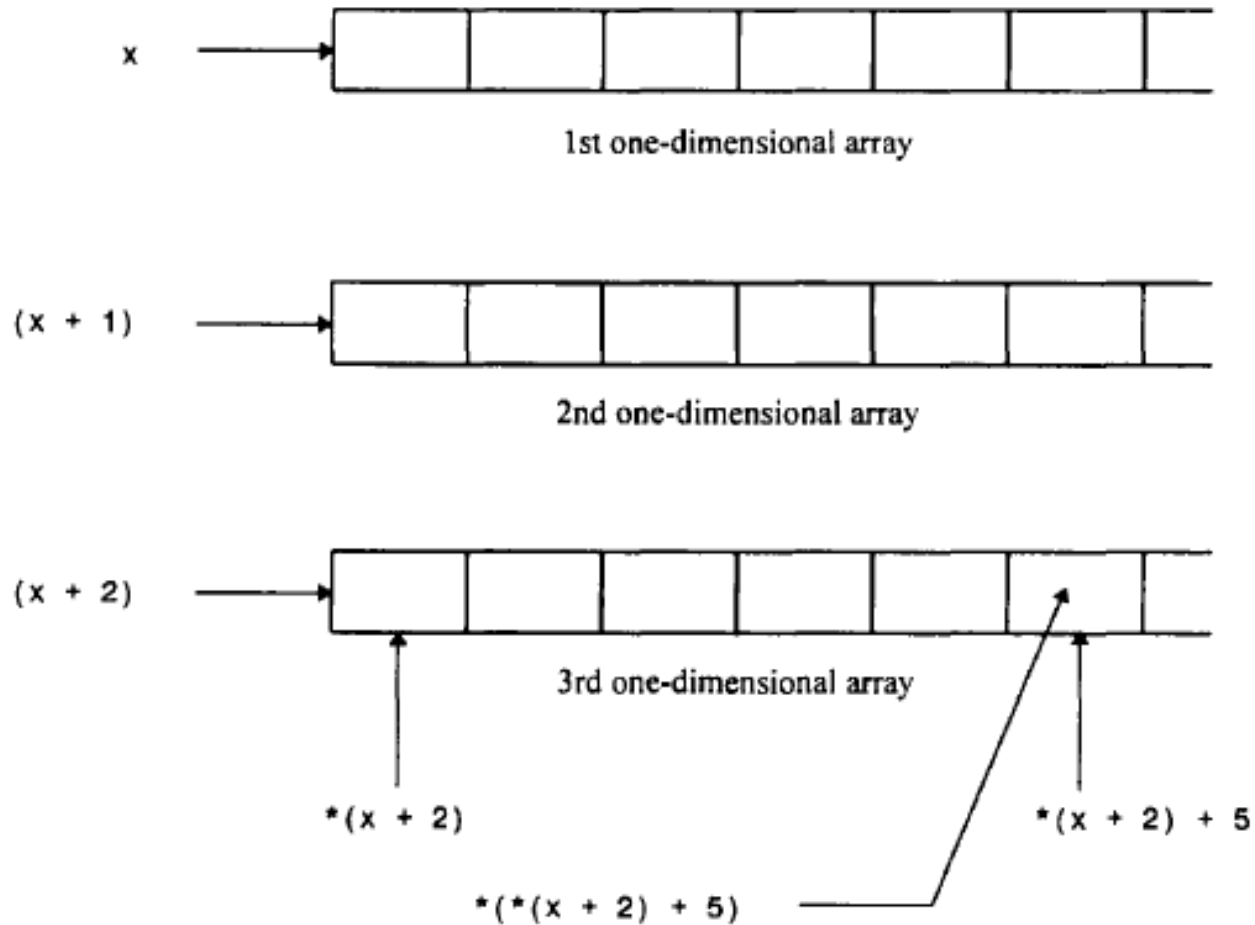 x
1st one-dimensional array
(x + 1)
2nd one-dimensional array
(x + 2)
3rd one-dimensional array
*(x + 2)
*(x + 2) + 5
*(*(x + 2) + 5)